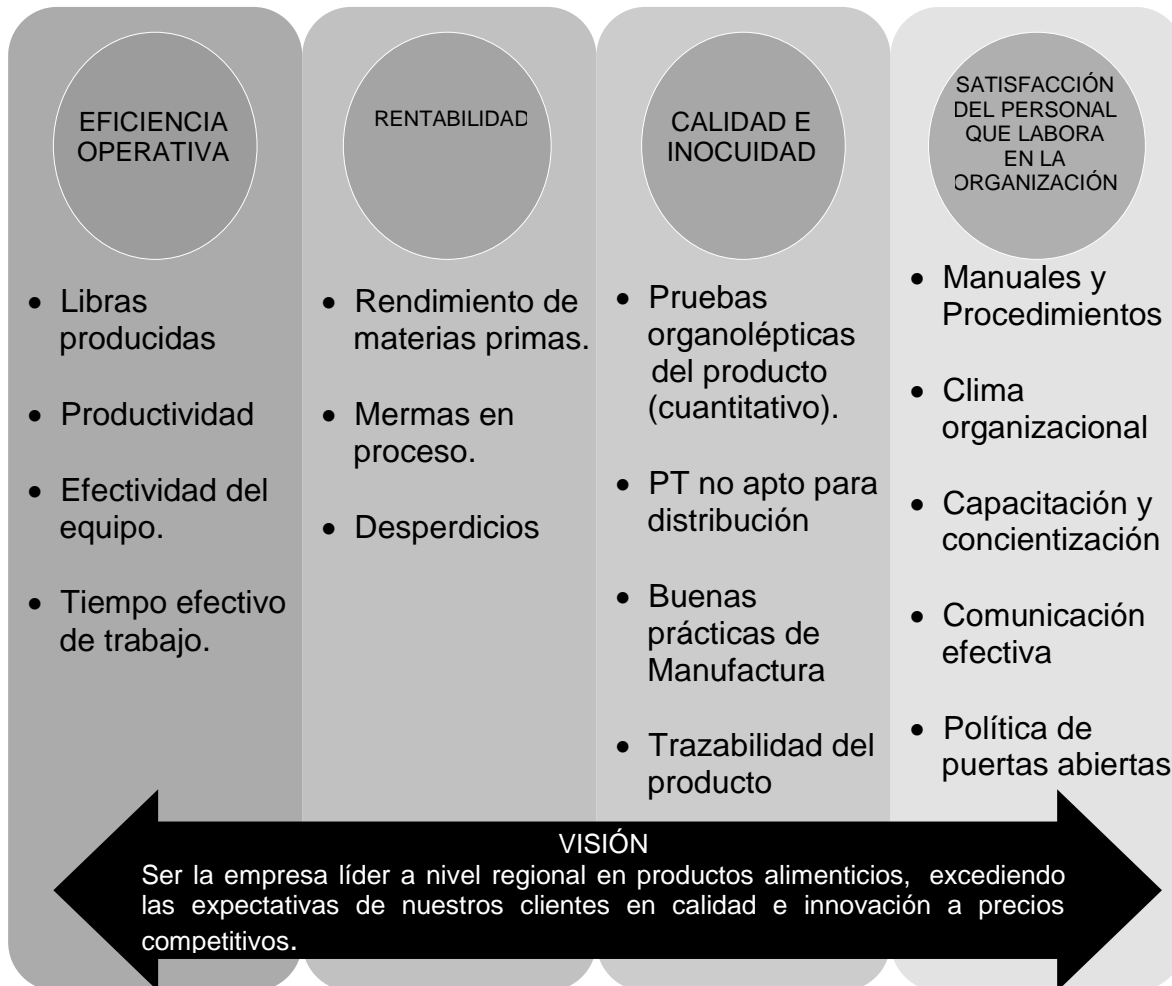 EFICIENCIA
OPERATIVA
• Libras
producidas
• Productividad
• Efectividad del
equipo.
• Tiempo efectivo
de trabajo.
RENTABILIDAD
• Rendimiento de
materias primas.
• Mermas en
proceso.
• Desperdicios
CALIDAD E
INOCUIDAD
• Pruebas
organolépticas
del producto
(cuantitativo).
• PT no apto para
distribución
• Buenas
prácticas de
Manufactura
• Trazabilidad del
producto
SATISFACCIÓN
DEL PERSONAL
QUE LABORA
EN LA
ORGANIZACIÓN
• Manuales y
Procedimientos
• Clima
organizacional
• Capacitación y
concientización
• Comunicación
efectiva
• Política de
puertas abiertas
VISIÓN
Ser la empresa líder a nivel regional en productos alimenticios, excediendo
las expectativas de nuestros clientes en calidad e innovación a precios
competitivos.